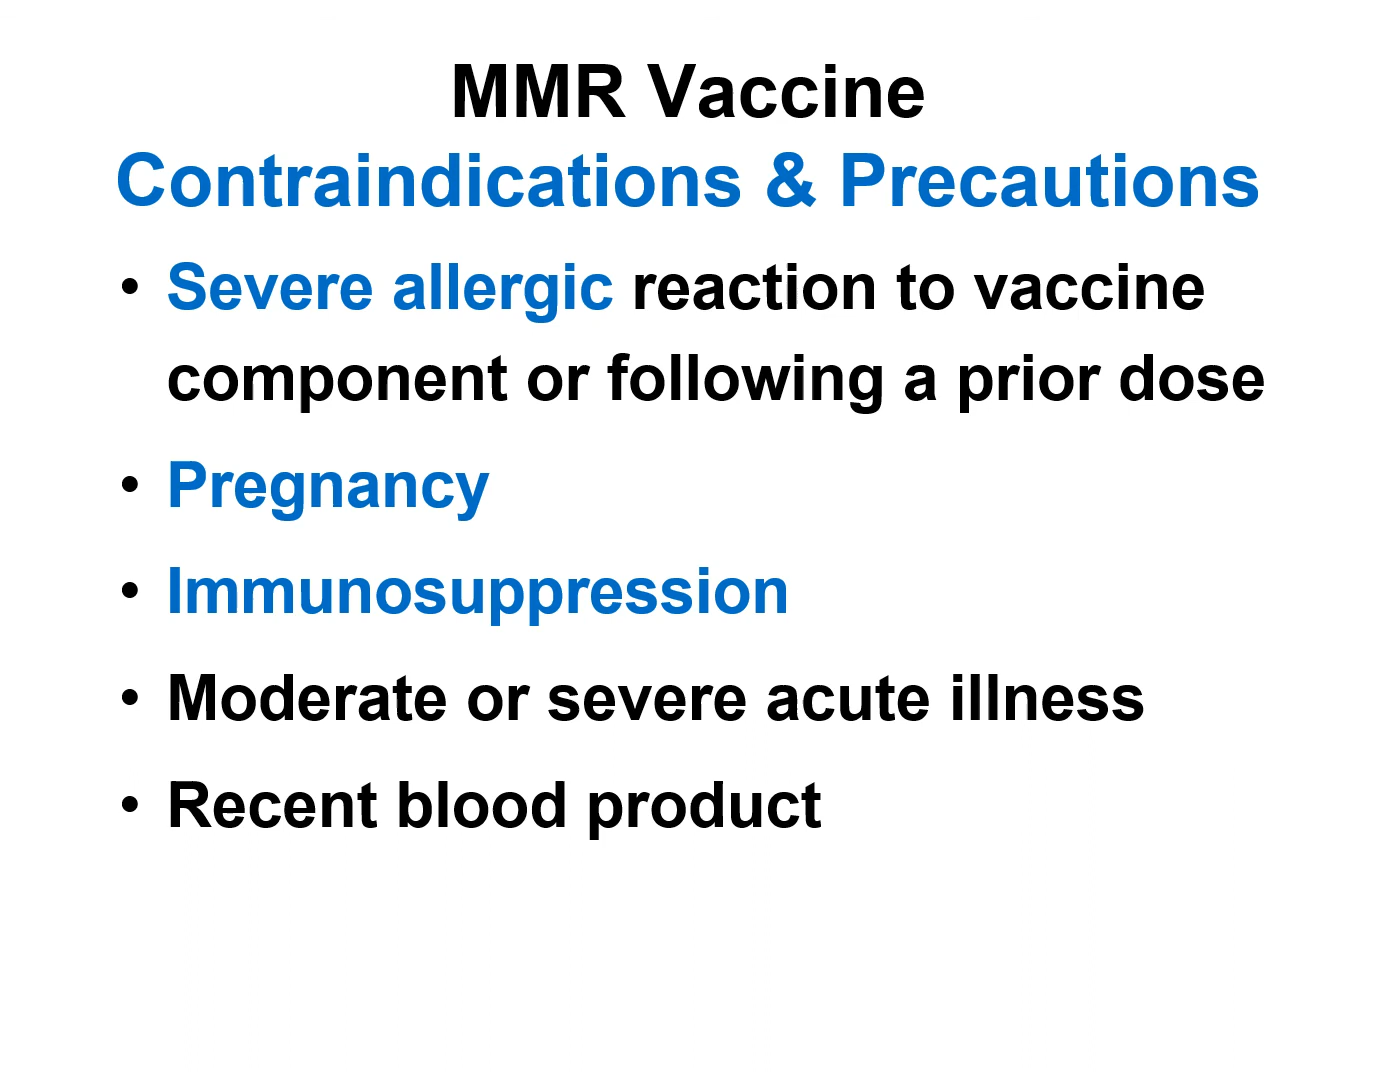 MMR Vaccine
Contraindications & Precautions
• Severe allergic reaction to vaccine
component or following a prior dose
• Pregnancy
• Immunosuppression
• Moderate or severe acute illness
• Recent blood product